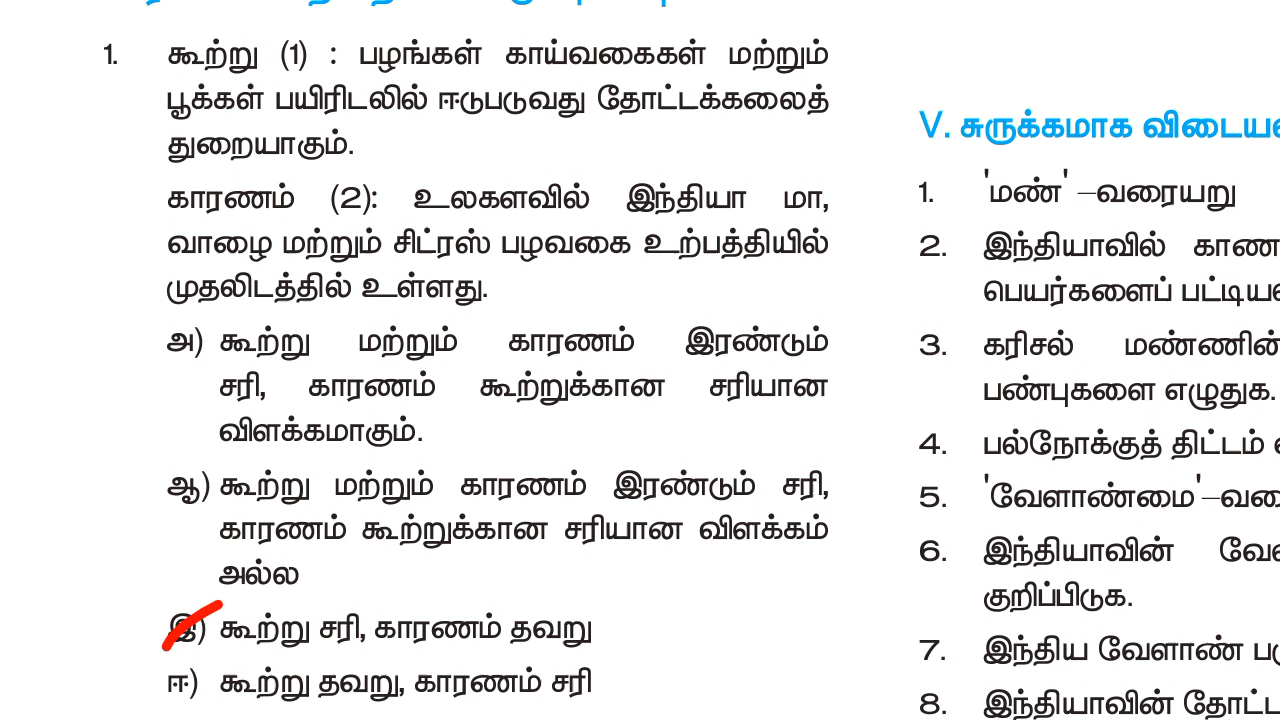 1. கூற்று (1) : பழங்கள் காய்வகைகள் மற்றும்
பூக்கள் பயிரிடலில் ஈடுபடுவது தோட்டக்கலைத்
துறையாகும்.
காரணம் (2): உலகளவில் இந்தியா மா,
வாழை மற்றும் சிட்ரஸ் பழவகை உற்பத்தியில்
முதலிடத்தில் உள்ளது.
அ) கூற்று மற்றும் காரணம் இரண்டும்
சரி, காரணம் கூற்றுக்கான சரியான
விளக்கமாகும்.
ஆ) கூற்று மற்றும் காரணம் இரண்டும் சரி,
காரணம் கூற்றுக்கான சரியான விளக்கம்
அல்ல
இ) கூற்று சரி, காரணம் தவறு
ஈ) கூற்று தவறு, காரணம் சரி
V. சுருக்கமாக
1. 'மண்' –வரையறு
2. இந்தியாவில்
பெயர்களைப்
3. கரிசல் மண்ணின்
பண்புகளை எழுதுக.
4. பல்நோக்குத் திட்டம்
5. 'வேளாண்மை'–
6. இந்தியாவின்
குறிப்பிடுக.
7. இந்திய வேளாண்
8. இந்தியாவின்